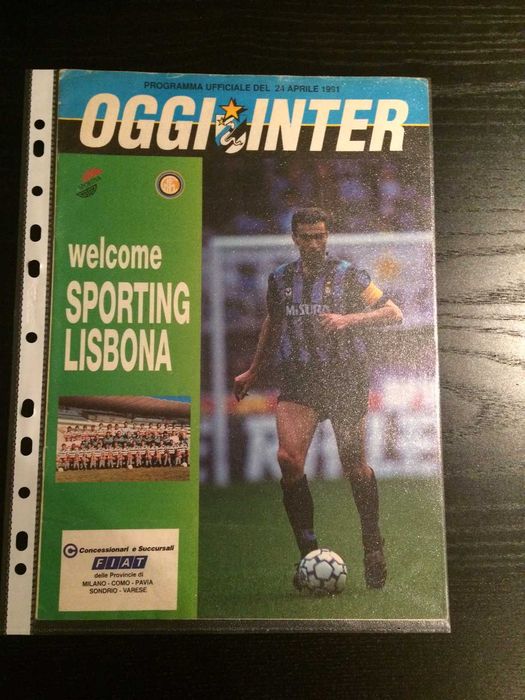 PROGRAMMA UFFICIALE DEL 24 APRILE 1991
OGGI INTER
welcome
SPORTING
LISBONA
MISURA
Concessionari e Succursali
FIAT
delle Provincie di
MILANO - COMO - PAVIA
SONDRIO - VARESE